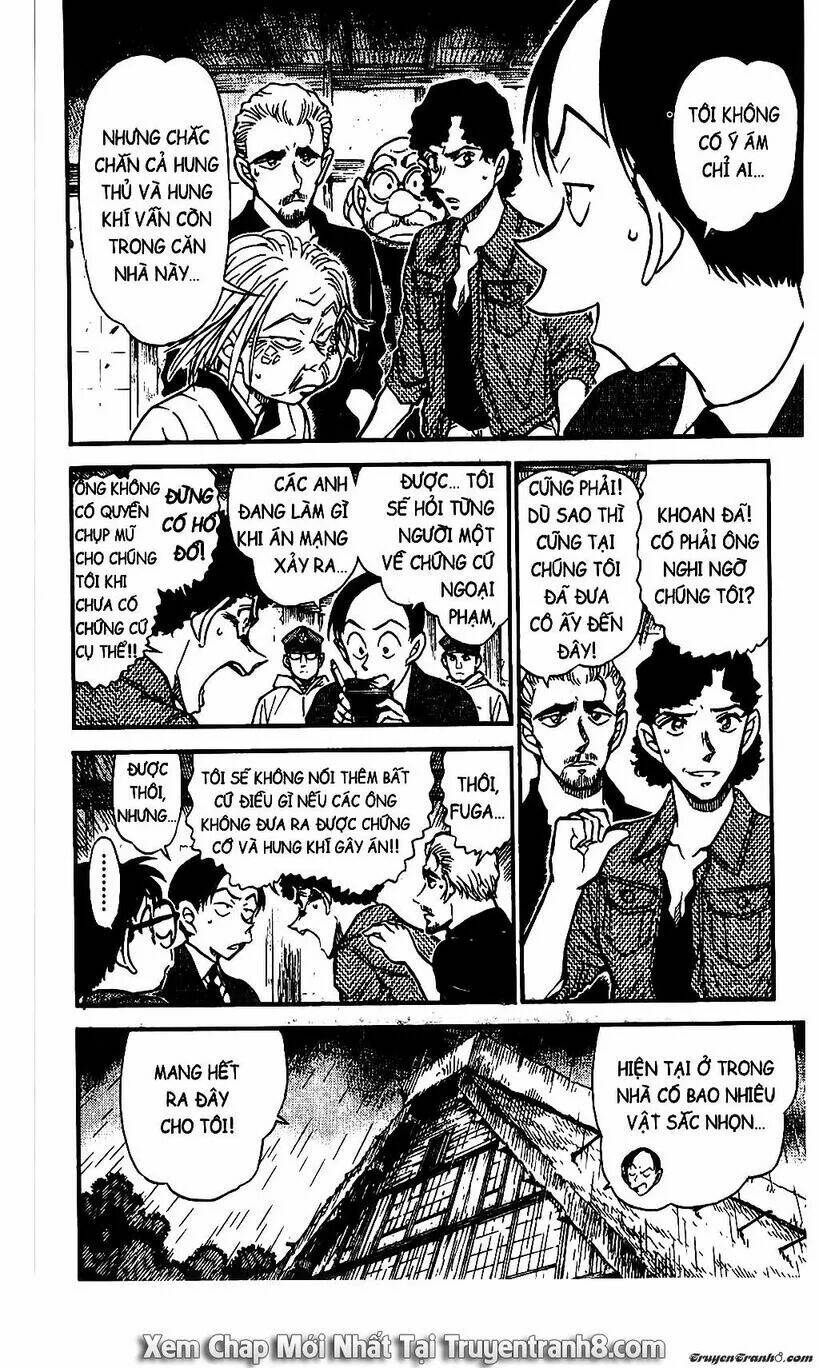 TÔI KHÔNG
CÓ Ý ÁM
CHỈ AI...
NHƯNG CHẮC
CHẮN CẢ HUNG
THỦ VÀ HUNG
KHÍ VẪN CÒN
TRONG CĂN
NHÀ NÀY...
KHOAN ĐÃ!
CÓ PHẢI ÔNG
NGHI NGỜ
CHÚNG TÔI?
CŨNG PHẢI!
DÙ SAO THÌ
CŨNG TẠI
CHÚNG TÔI
ĐÃ ĐƯA
CÔ ẤY ĐẾN
ĐÂY!
ĐƯỢC... TÔI
SẼ HỎI TỪNG
NGƯỜI MỘT
VỀ CHỨNG CỨ
NGOẠI
PHẠM,
CÁC ANH
ĐANG LÀM GÌ
KHI ÁN MẠNG
XẢY RA...
ĐỪNG
CÓ HỒ
ĐỒ!
ÔNG KHÔNG
CÓ QUYỀN
CHỤP MŨ
CHO CHÚNG
TÔI KHI
CHƯA CÓ
CHỨNG CỨ
CỤ THỂ!!
THÔI,
FUGA...
TÔI SẼ KHÔNG NÓI THÊM BẤT
CỨ ĐIỀU GÌ NẾU CÁC ÔNG
KHÔNG ĐƯA RA ĐƯỢC CHỨNG
CỚ VÀ HUNG KHÍ GÂY ÁN!!
ĐƯỢC
THÔI,
NHƯNG...
........
HIỆN TẠI Ở TRONG
NHÀ CÓ BAO NHIÊU
VẬT SẮC NHỌN...
MANG HẾT
RA ĐÂY
CHO TÔI!
Xem Chap Mới Nhất Tại Truyentranh8.com
TruyenTranh8.com